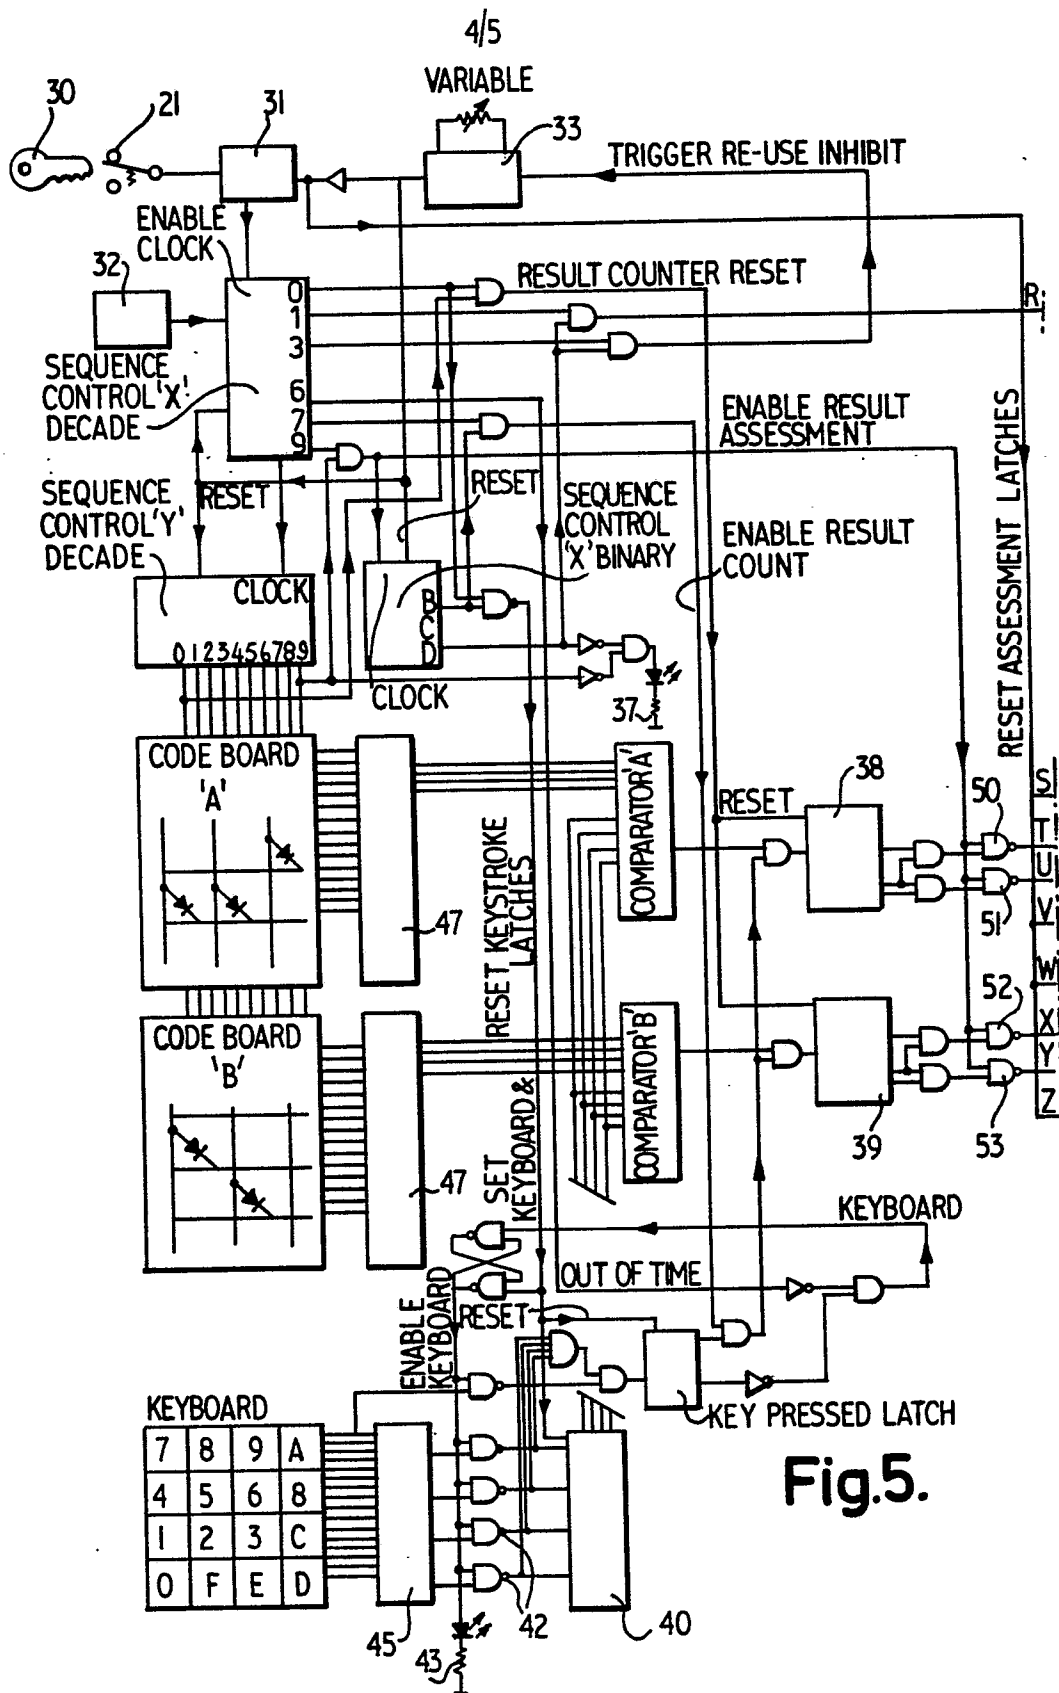 4/5
30
21
31
VARIABLE
33
TRIGGER RE-USE INHIBIT
ENABLE
CLOCK
32
0
1
3
6
7
9
RESULT COUNTER RESET
R
SEQUENCE
CONTROL 'X'
DECADE
ENABLE RESULT
ASSESSMENT
RESET
RESET
SEQUENCE
CONTROL 'Y'
DECADE
SEQUENCE
CONTROL
'X' BINARY
ENABLE RESULT
COUNT
RESET ASSESSMENT LATCHES
CLOCK
0123456789
B
C
D
CLOCK
37
CODE BOARD
'A'
47
COMPARATOR 'A'
RESET
38
50
51
S
T
U
V
W
X
Y
Z
RESET KEYSTROKE
LATCHES
CODE BOARD
'B'
47
COMPARATOR 'B'
39
52
53
SET
KEYBOARD &
KEYBOARD
OUT OF TIME
ENABLE
KEYBOARD
RESET
KEY PRESSED LATCH
KEYBOARD
7 8 9 A
4 5 6 8
1 2 3 C
0 F E D
45
43
42
40
Fig.5.